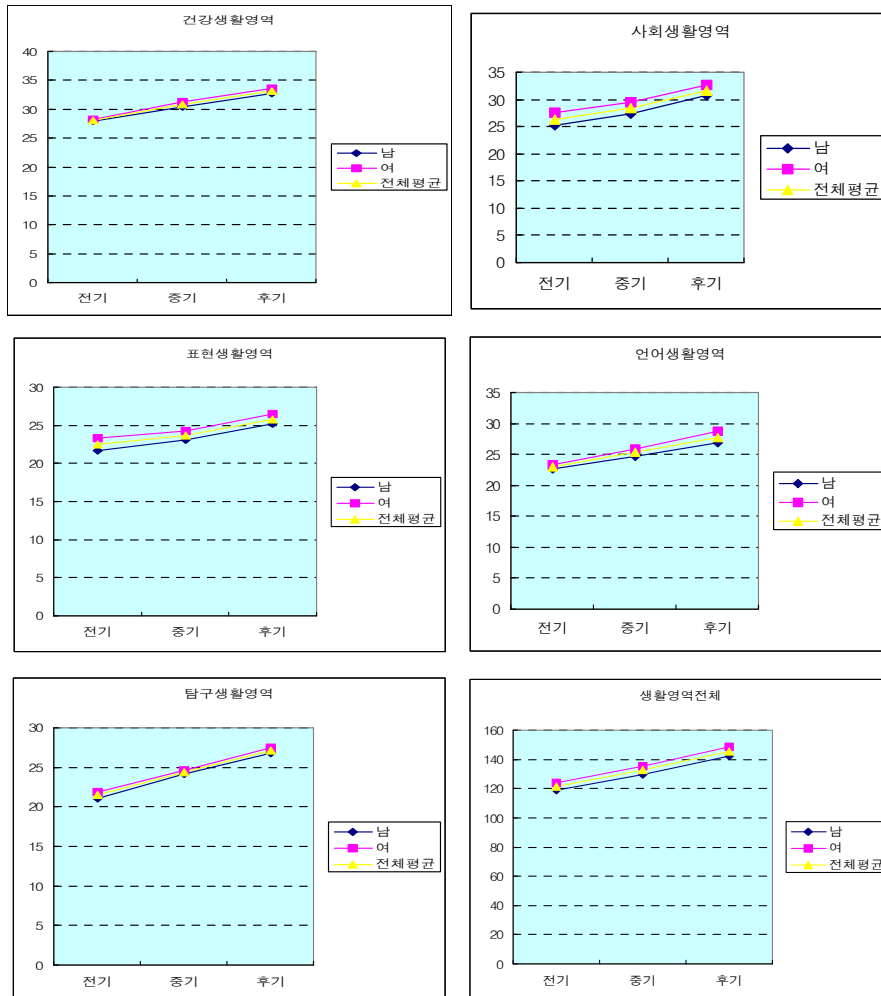 건강생활영역
40
35
30
25
20
15
10
5
0
전기 중기 후기
남
여
전체평균
사회생활영역
35
30
25
20
15
10
5
0
전기 중기 후기
남
여
전체평균
표현생활영역
30
25
20
15
10
5
0
전기 중기 후기
남
여
전체평균
언어생활영역
35
30
25
20
15
10
5
0
전기 중기 후기
남
여
전체평균
탐구생활영역
30
25
20
15
10
5
0
전기 중기 후기
남
여
전체평균
생활영역전체
160
140
120
100
80
60
40
20
0
전기 중기 후기
남
여
전체평균